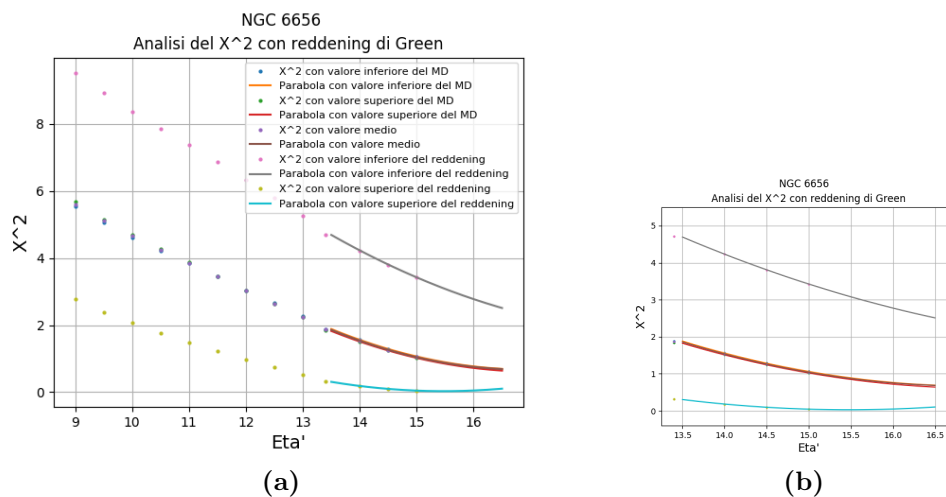 NGC 6656
Analisi del X^2 con reddening di Green
X^2 con valore inferiore del MD
Parabola con valore inferiore del MD
X^2 con valore superiore del MD
Parabola con valore superiore del MD
X^2 con valore medio
Parabola con valore medio
X^2 con valore inferiore del reddening
Parabola con valore inferiore del reddening
X^2 con valore superiore del reddening
Parabola con valore superiore del reddening
8
6
4
2
0
X^2
9 10 11 12 13 14 15 16
Eta'
(a)
NGC 6656
Analisi del X^2 con reddening di Green
5
4
3
2
1
0
X^2
13.5 14.0 14.5 15.0 15.5 16.0 16.5
Eta'
(b)